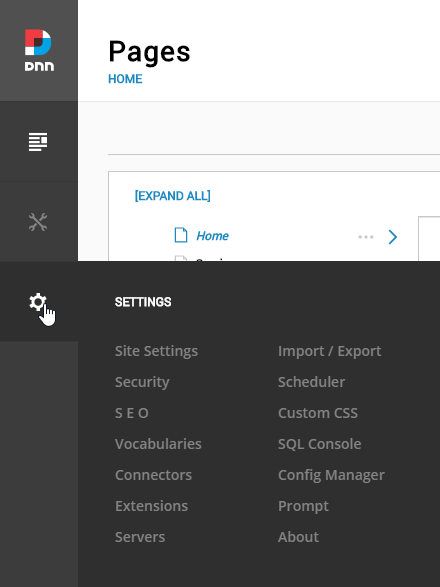 dnn
Pages
HOME
[EXPAND ALL]
Home
SETTINGS
Site Settings
Import / Export
Security
Scheduler
S E O
Custom CSS
Vocabularies
SQL Console
Connectors
Config Manager
Extensions
Prompt
Servers
About